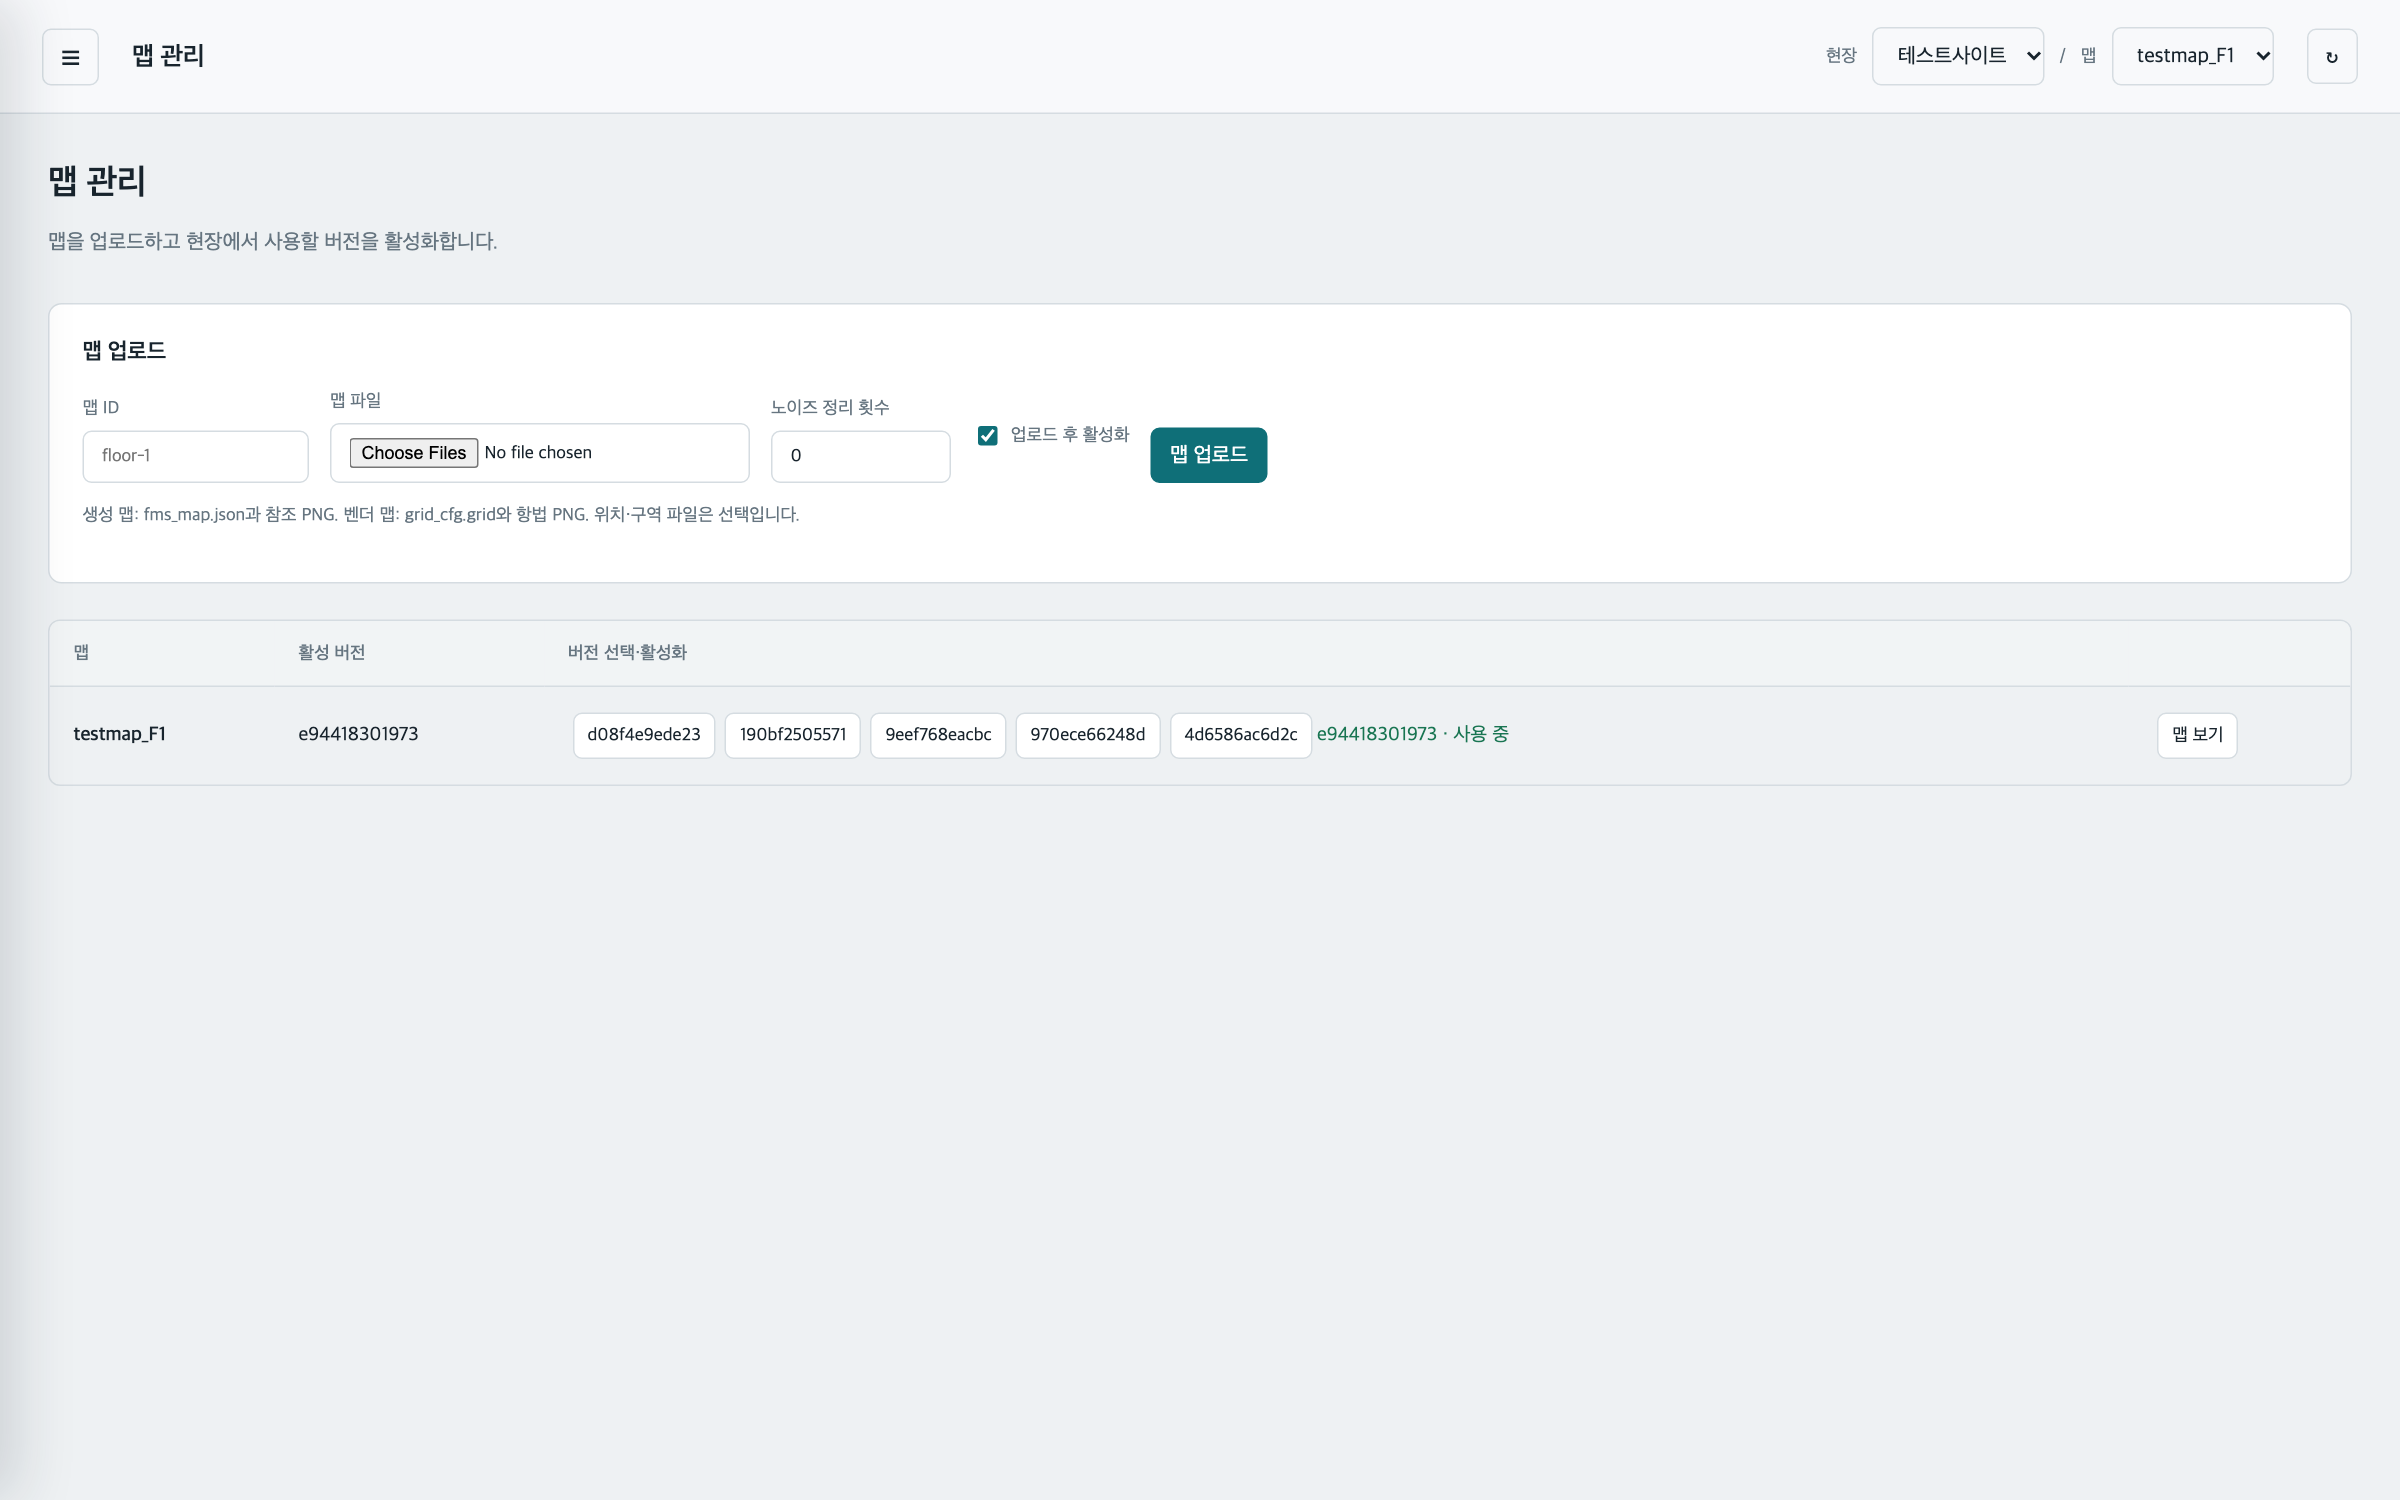 ☰ 맵 관리 현장 테스트사이트 / 맵 testmap_F1 ↻
맵 관리
맵을 업로드하고 현장에서 사용할 버전을 활성화합니다.
맵 업로드
맵 ID 맵 파일 노이즈 정리 횟수
floor-1 Choose Files No file chosen 0 업로드 후 활성화 맵 업로드
생성 맵: fms_map.json과 참조 PNG. 벤더 맵: grid_cfg.grid와 항법 PNG. 위치·구역 파일은 선택입니다.
맵 활성 버전 버전 선택·활성화
testmap_F1 e94418301973 d08f4e9ede23 190bf2505571 9eef768eacbc 970ece66248d 4d6586ac6d2c e94418301973 · 사용 중 맵 보기